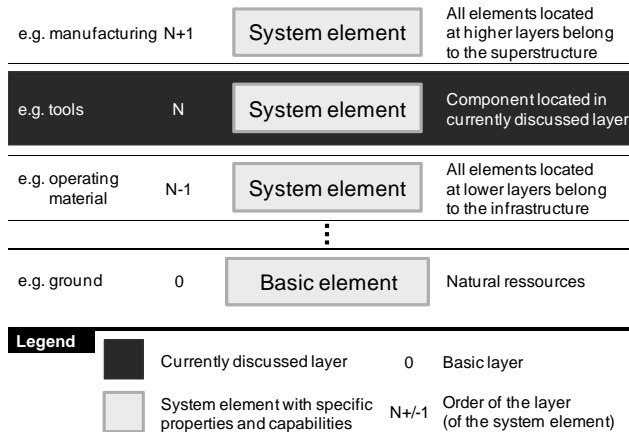 e.g. manufacturing N+1 System element All elements located
at higher layers belong
to the superstructure
e.g. tools N System element Component located in
currently discussed layer
e.g. operating
material N-1 System element All elements located
at lower layers belong
to the infrastructure
e.g. ground 0 Basic element Natural ressources
Legend
Currently discussed layer 0 Basic layer
System element with specific
properties and capabilities N+/-1 Order of the layer
(of the system element)